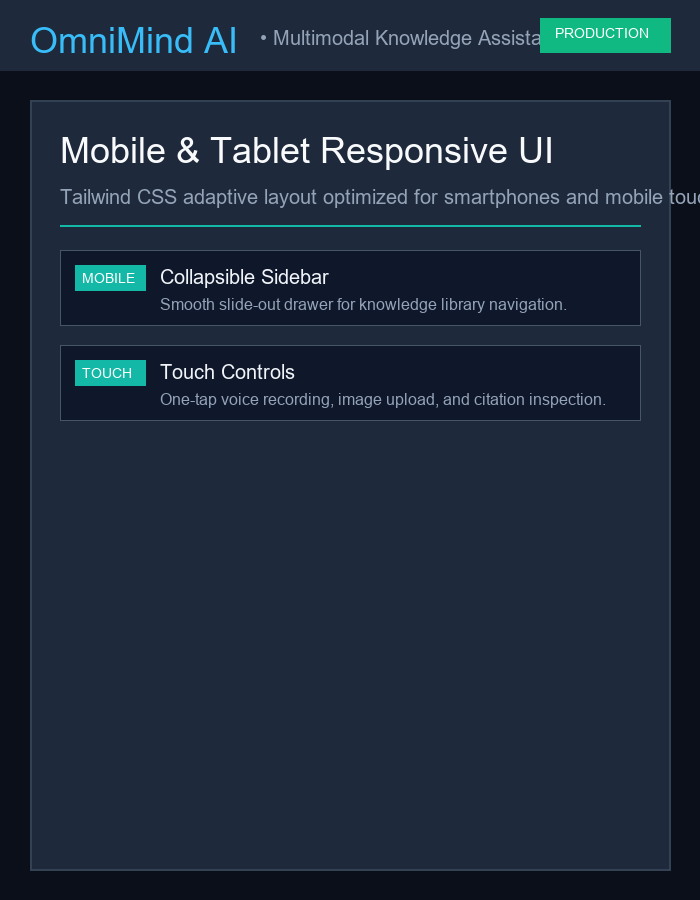 OmniMind AI • Multimodal Knowledge Assista PRODUCTION
Mobile & Tablet Responsive UI
Tailwind CSS adaptive layout optimized for smartphones and mobile touc
MOBILE Collapsible Sidebar
Smooth slide-out drawer for knowledge library navigation.
TOUCH Touch Controls
One-tap voice recording, image upload, and citation inspection.